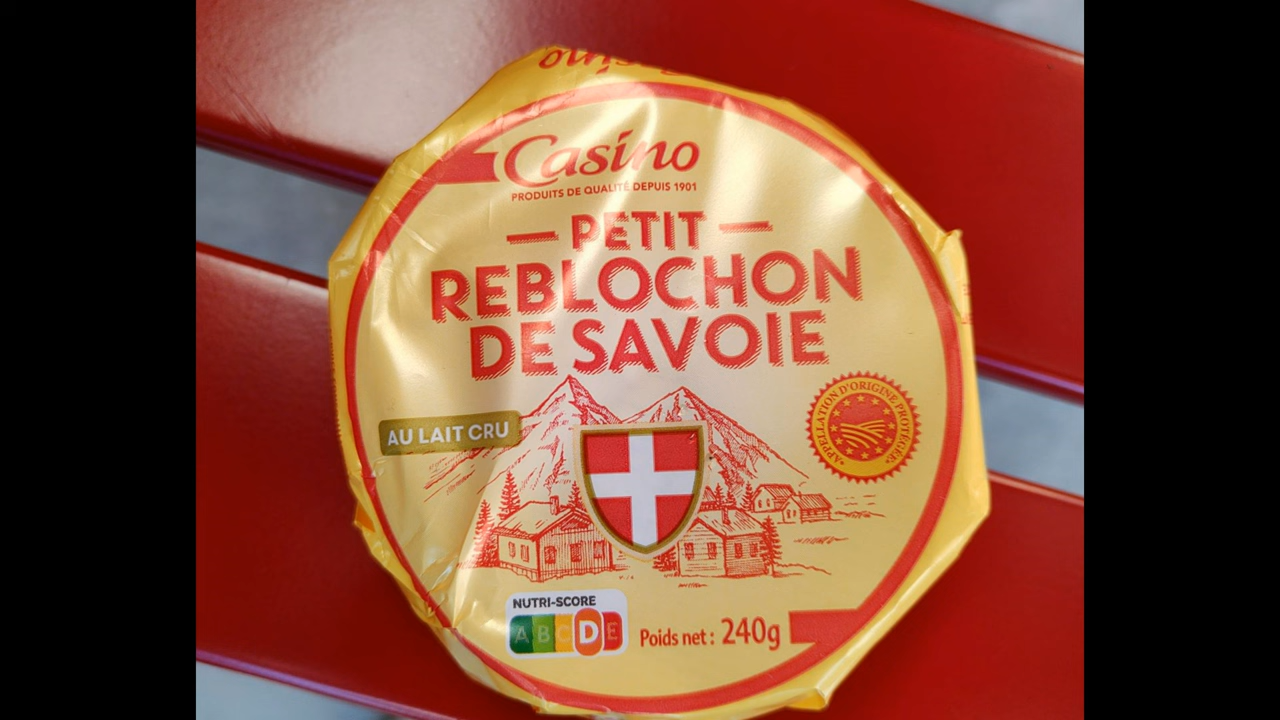 Casino
Casino
PRODUITS DE QUALITÉ DEPUIS 1901
PETIT
REBLOCHON
DE SAVOIE
APPELLATION D'ORIGINE PROTÉGÉE
AU LAIT CRU
NUTRI-SCORE
A B C D E
Poids net : 240g